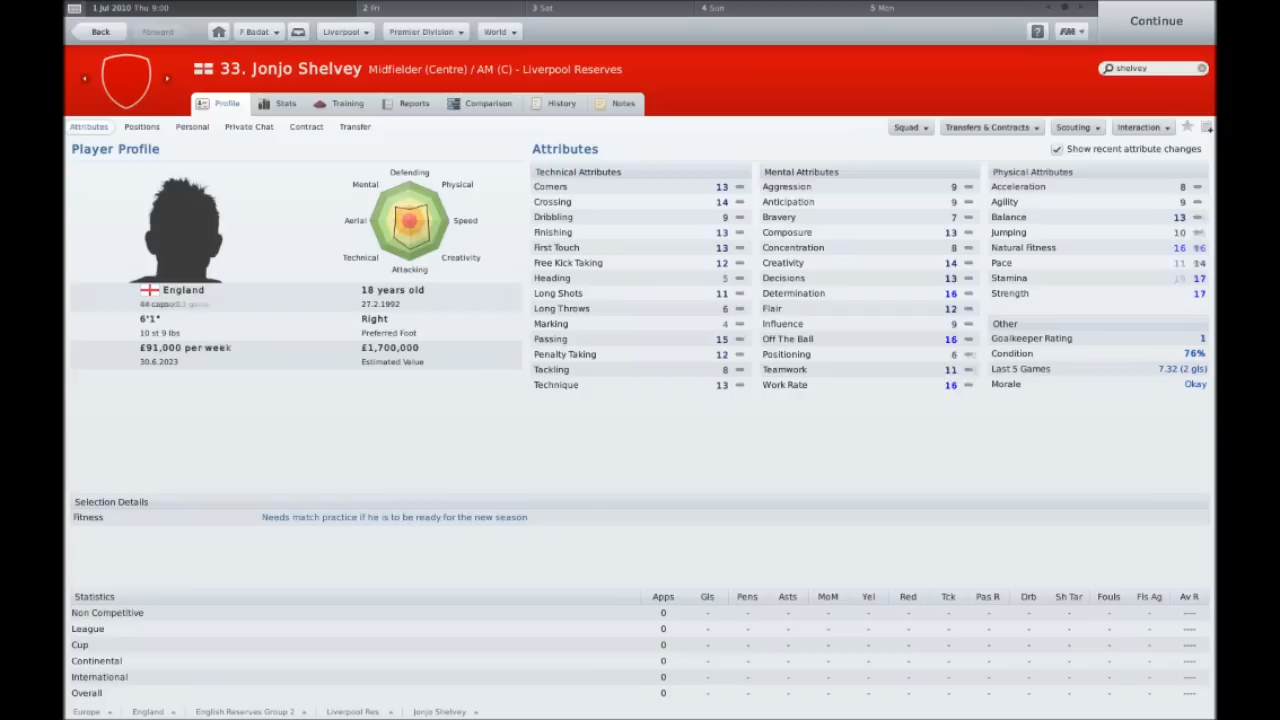 1 Jul 2010 Thu 9:00 2 Fri 3 Sat 4 Sun 5 Mon
Back Forward F Badat Liverpool Premier Division World ? FM Continue
33. Jonjo Shelvey Midfielder (Centre) / AM (C) - Liverpool Reserves shelvey
Profile Stats Training Reports Comparison History Notes
Attributes Positions Personal Private Chat Contract Transfer Squad Transfers & Contracts Scouting Interaction
Player Profile
Defending
Mental Physical
Aerial Speed
Technical Creativity
Attacking
England 18 years old
27.2.1992
6'1" Right
10 st 9 lbs Preferred Foot
£91,000 per week £1,700,000
30.6.2023 Estimated Value
Attributes Show recent attribute changes
Technical Attributes Mental Attributes Physical Attributes
Corners 13 Aggression 9 Acceleration 8
Crossing 14 Anticipation 9 Agility 9
Dribbling 9 Bravery 7 Balance 13
Finishing 13 Composure 13 Jumping 10
First Touch 13 Concentration 8 Natural Fitness 16
Free Kick Taking 12 Creativity 14 Pace 11
Heading 5 Decisions 13 Stamina 17
Long Shots 11 Determination 16 Strength 17
Long Throws 6 Flair 12
Marking 4 Influence 9 Other
Passing 15 Off The Ball 16 Goalkeeper Rating 1
Penalty Taking 12 Positioning 6 Condition 76%
Tackling 8 Teamwork 11 Last 5 Games 7.32 (2 gls)
Technique 13 Work Rate 16 Morale Okay
Selection Details
Fitness Needs match practice if he is to be ready for the new season
Statistics Apps Gls Pens Asts MoM Yel Red Tck Pas R Drb Sh Tar Fouls Fls Ag Av R
Non Competitive 0 - - - - - - - - - - - - ----
League 0 - - - - - - - - - - - - ----
Cup 0 - - - - - - - - - - - - ----
Continental 0 - - - - - - - - - - - - ----
International 0 - - - - - - - - - - - - ----
Overall 0 - - - - - - - - - - - - ----
Europe England English Reserves Group 2 Liverpool Res. Jonjo Shelvey